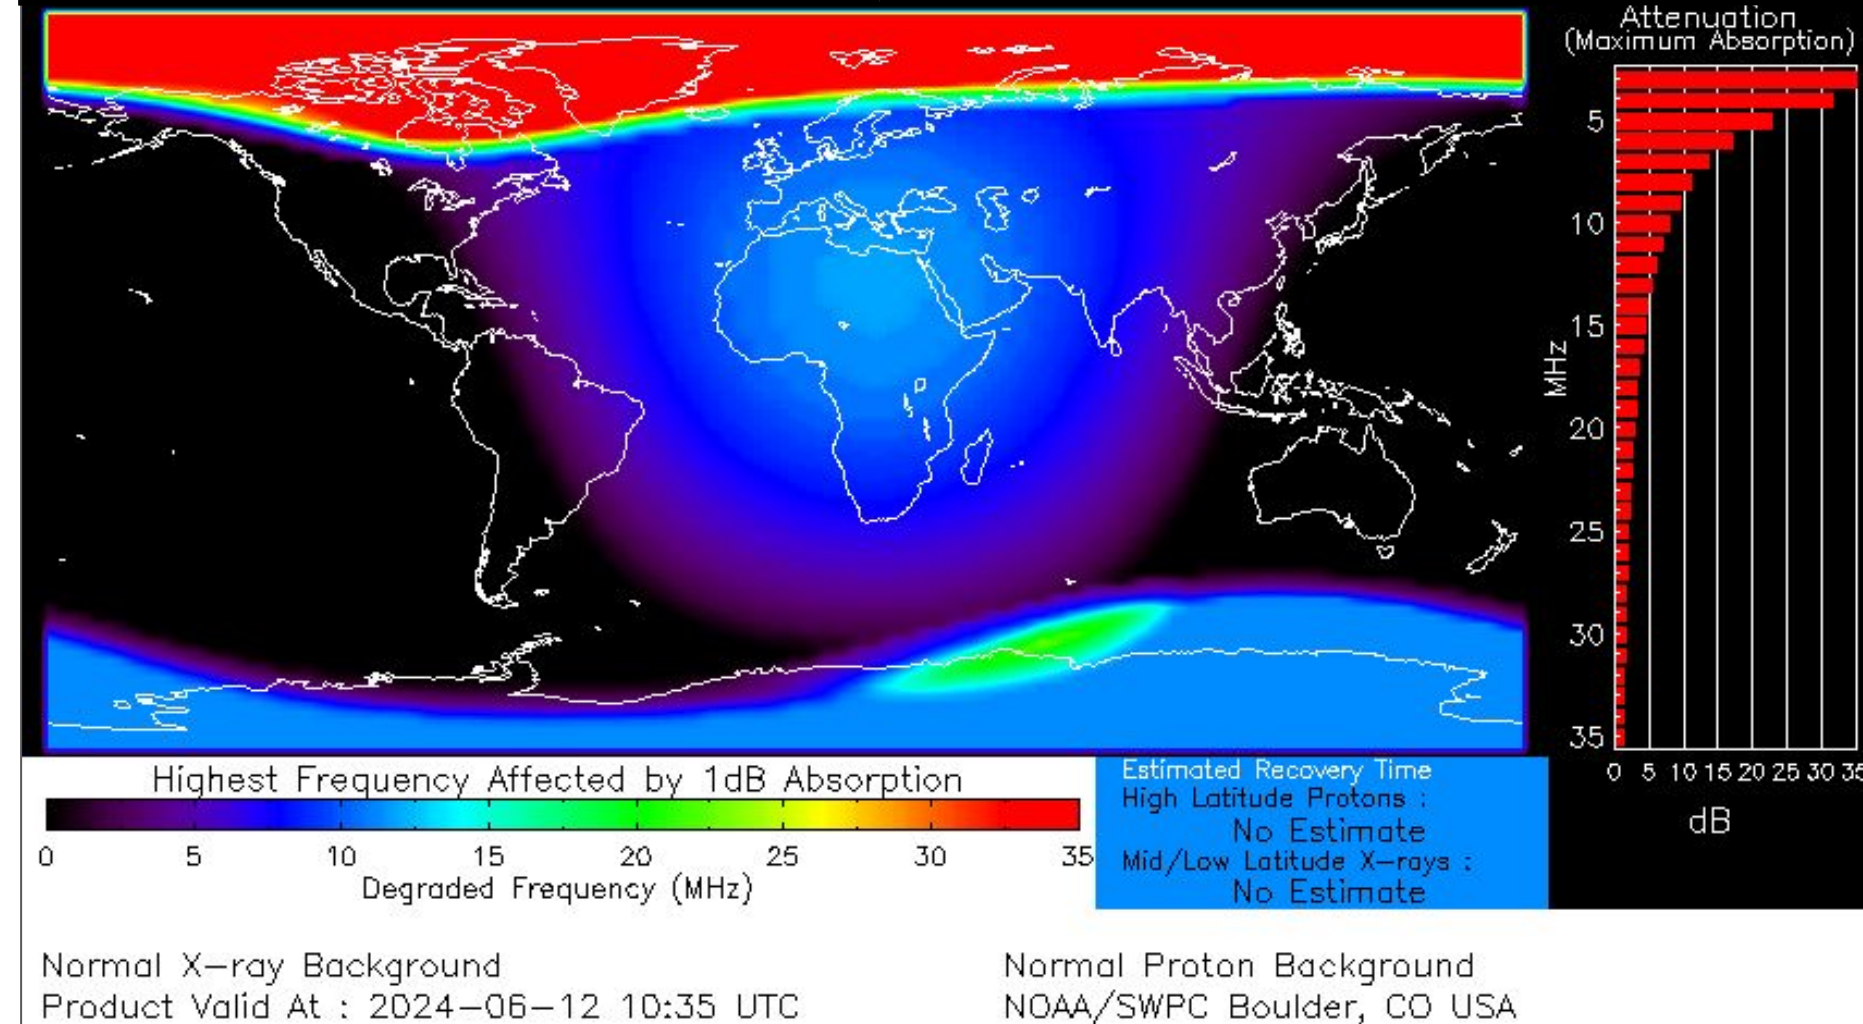 Attenuation
(Maximum Absorption)
5
10
15
20
25
30
35
MHz
0 5 10 15 20 25 30 35
dB
Highest Frequency Affected by 1dB Absorption
0 5 10 15 20 25 30 35
Degraded Frequency (MHz)
Estimated Recovery Time
High Latitude Protons :
No Estimate
Mid/Low Latitude X-rays :
No Estimate
Normal X-ray Background
Product Valid At : 2024-06-12 10:35 UTC
Normal Proton Background
NOAA/SWPC Boulder, CO USA